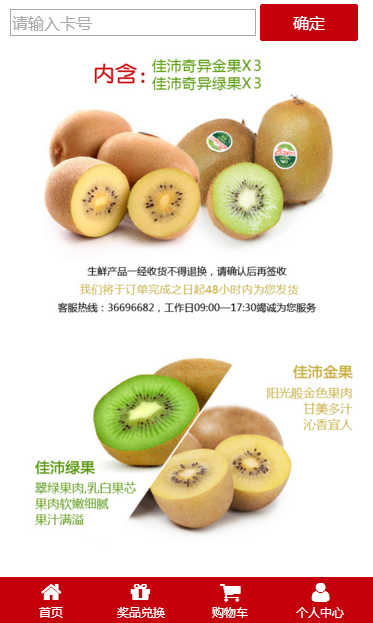 请输入卡号
确定
内含：
佳沛奇异金果X3
佳沛奇异绿果X3
生鲜产品一经收货不得退换，请确认后再签收
我们将于订单完成之日起48小时内为您发货
客服热线：36696682，工作日09:00—17:30竭诚为您服务
佳沛金果
阳光般金色果肉
甘美多汁
沁香宜人
佳沛绿果
翠绿果肉,乳白果芯
果肉软嫩细腻
果汁满溢
首页
奖品兑换
购物车
个人中心